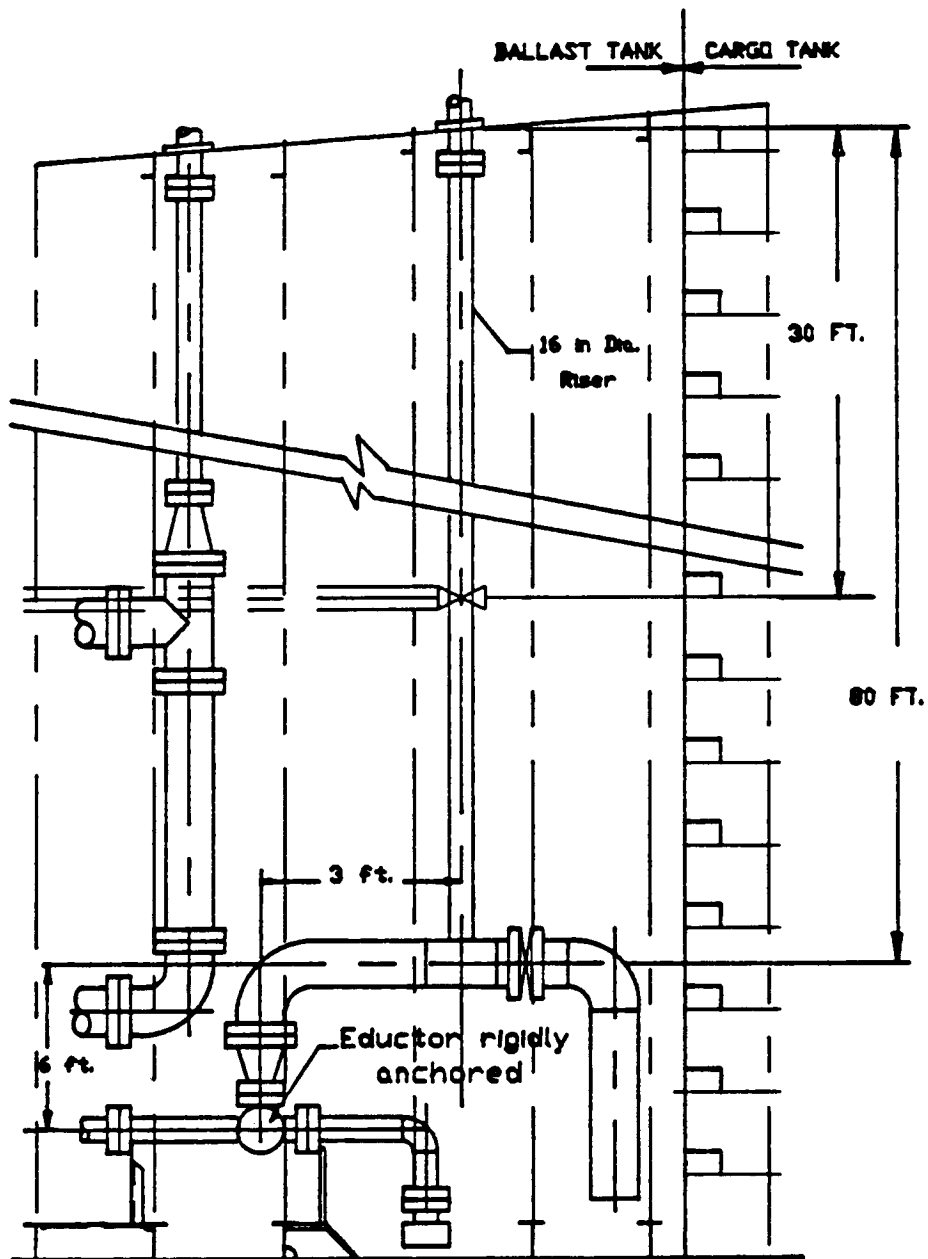 BALLAST TANK CARGO TANK
30 FT.
16 in Dia.
Riser
80 FT.
3 ft.
Eductor rigidly
anchored
6 ft.